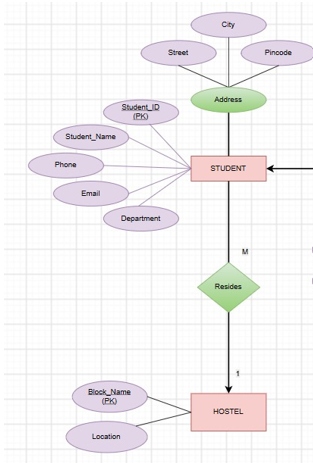 City
Street
Pincode
Address
Student_ID
(PK)
Student_Name
Phone
STUDENT
Email
Department
M
Resides
1
Block_Name
(PK)
HOSTEL
Location